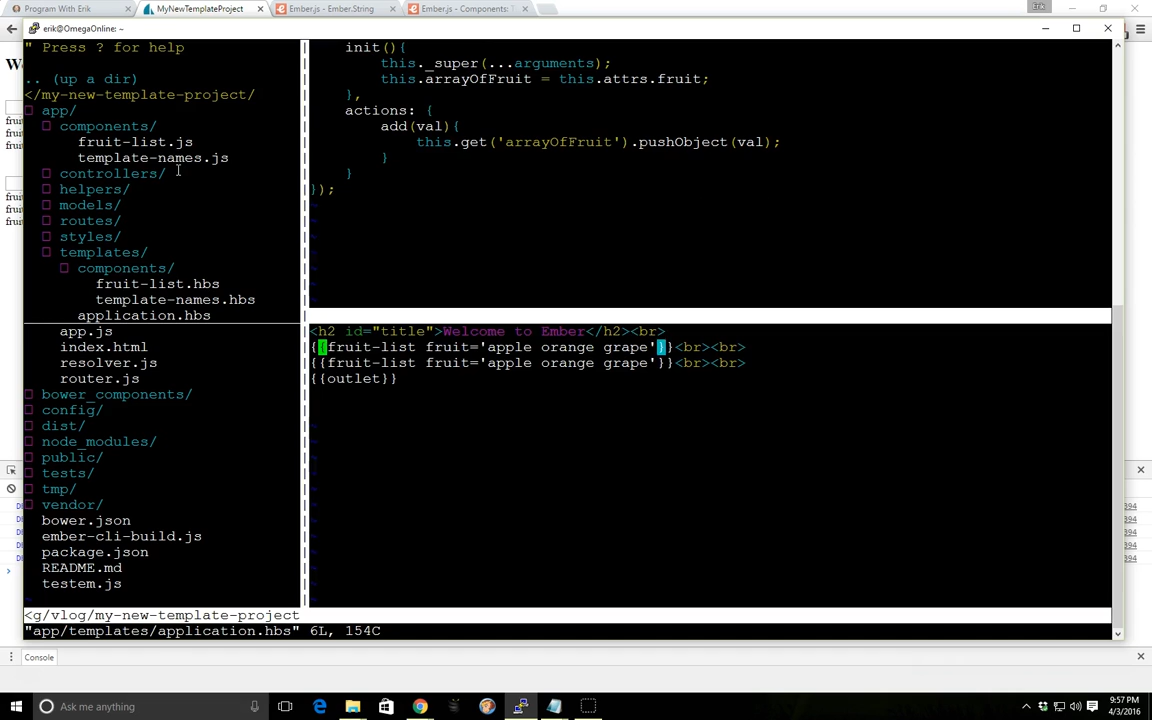 Program With Erik
MyNewTemplateProject
Ember.js - Ember.String
Ember.js - Components: T
Erik
erik@OmegaOnline: ~
" Press ? for help
.. (up a dir)
</my-new-template-project/
app/
components/
fruit-list.js
template-names.js
controllers/
helpers/
models/
routes/
styles/
templates/
components/
fruit-list.hbs
template-names.hbs
application.hbs
app.js
index.html
resolver.js
router.js
bower_components/
config/
dist/
node_modules/
public/
tests/
tmp/
vendor/
bower.json
ember-cli-build.js
package.json
README.md
testem.js
<g/vlog/my-new-template-project
"app/templates/application.hbs" 6L, 154C
init(){
this._super(...arguments);
this.arrayOfFruit = this.attrs.fruit;
},
actions: {
add(val){
this.get('arrayOfFruit').pushObject(val);
}
}
});
<h2 id="title">Welcome to Ember</h2><br>
{{fruit-list fruit='apple orange grape'}}<br><br>
{{fruit-list fruit='apple orange grape'}}<br><br>
{{outlet}}
394
394
394
394
394
Console
Ask me anything
9:57 PM
4/3/2016